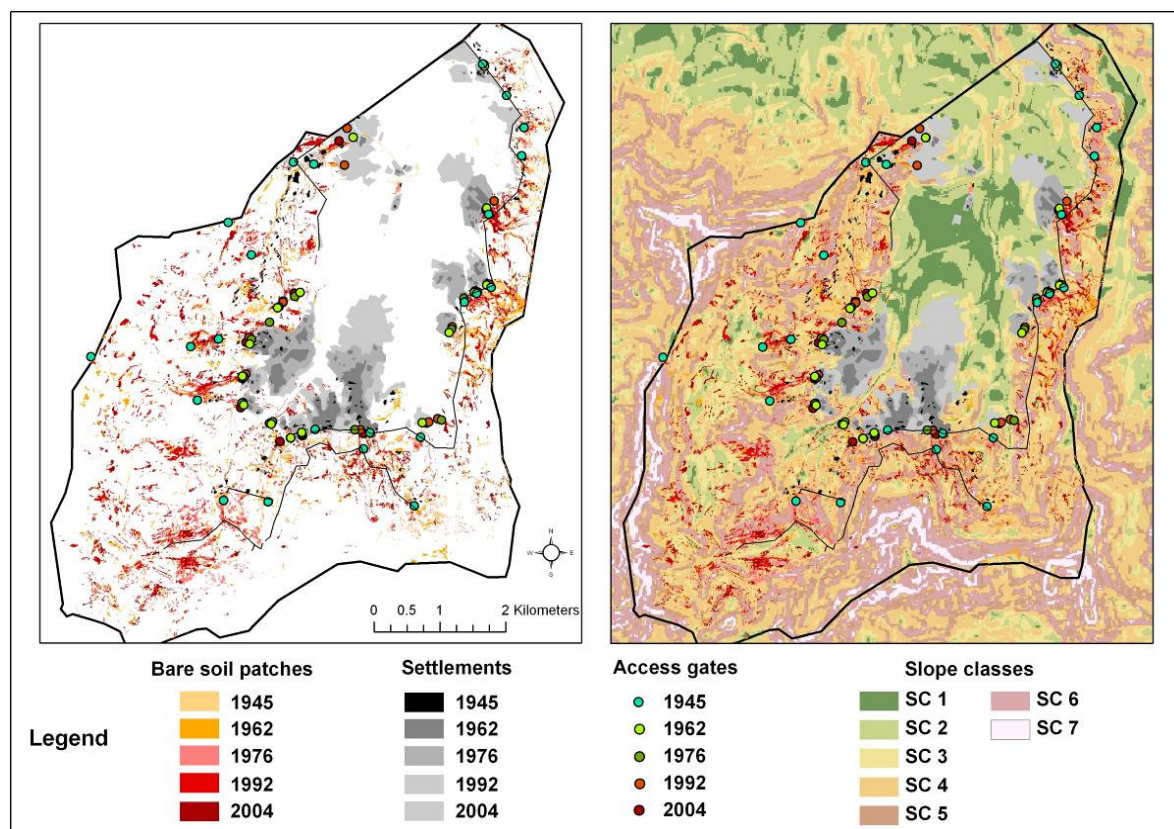 N
W E
S
0 0.5 1 2 Kilometers
Legend
Bare soil patches
1945
1962
1976
1992
2004
Settlements
1945
1962
1976
1992
2004
Access gates
1945
1962
1976
1992
2004
Slope classes
SC 1
SC 2
SC 3
SC 4
SC 5
SC 6
SC 7